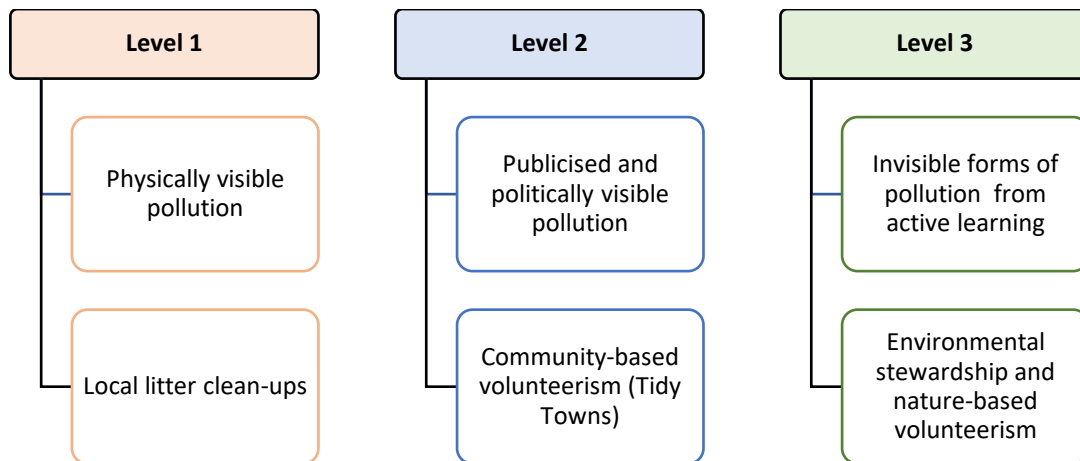 Level 1
Physically visible
pollution
Local litter clean-ups
Level 2
Publicised and
politically visible
pollution
Community-based
volunteerism (Tidy
Towns)
Level 3
Invisible forms of
pollution from
active learning
Environmental
stewardship and
nature-based
volunteerism